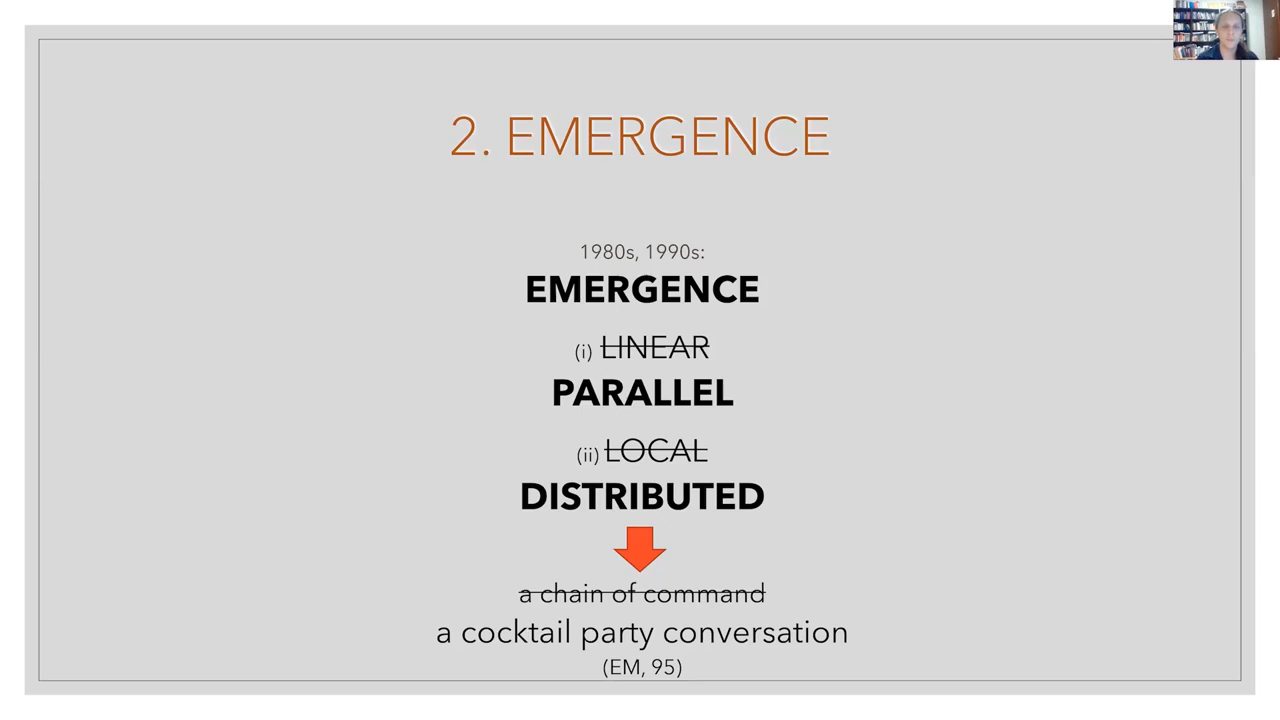 2. EMERGENCE
1980s, 1990s:
EMERGENCE
(i) LINEAR
PARALLEL
(ii) LOCAL
DISTRIBUTED
a chain of command
a cocktail party conversation
(EM, 95)